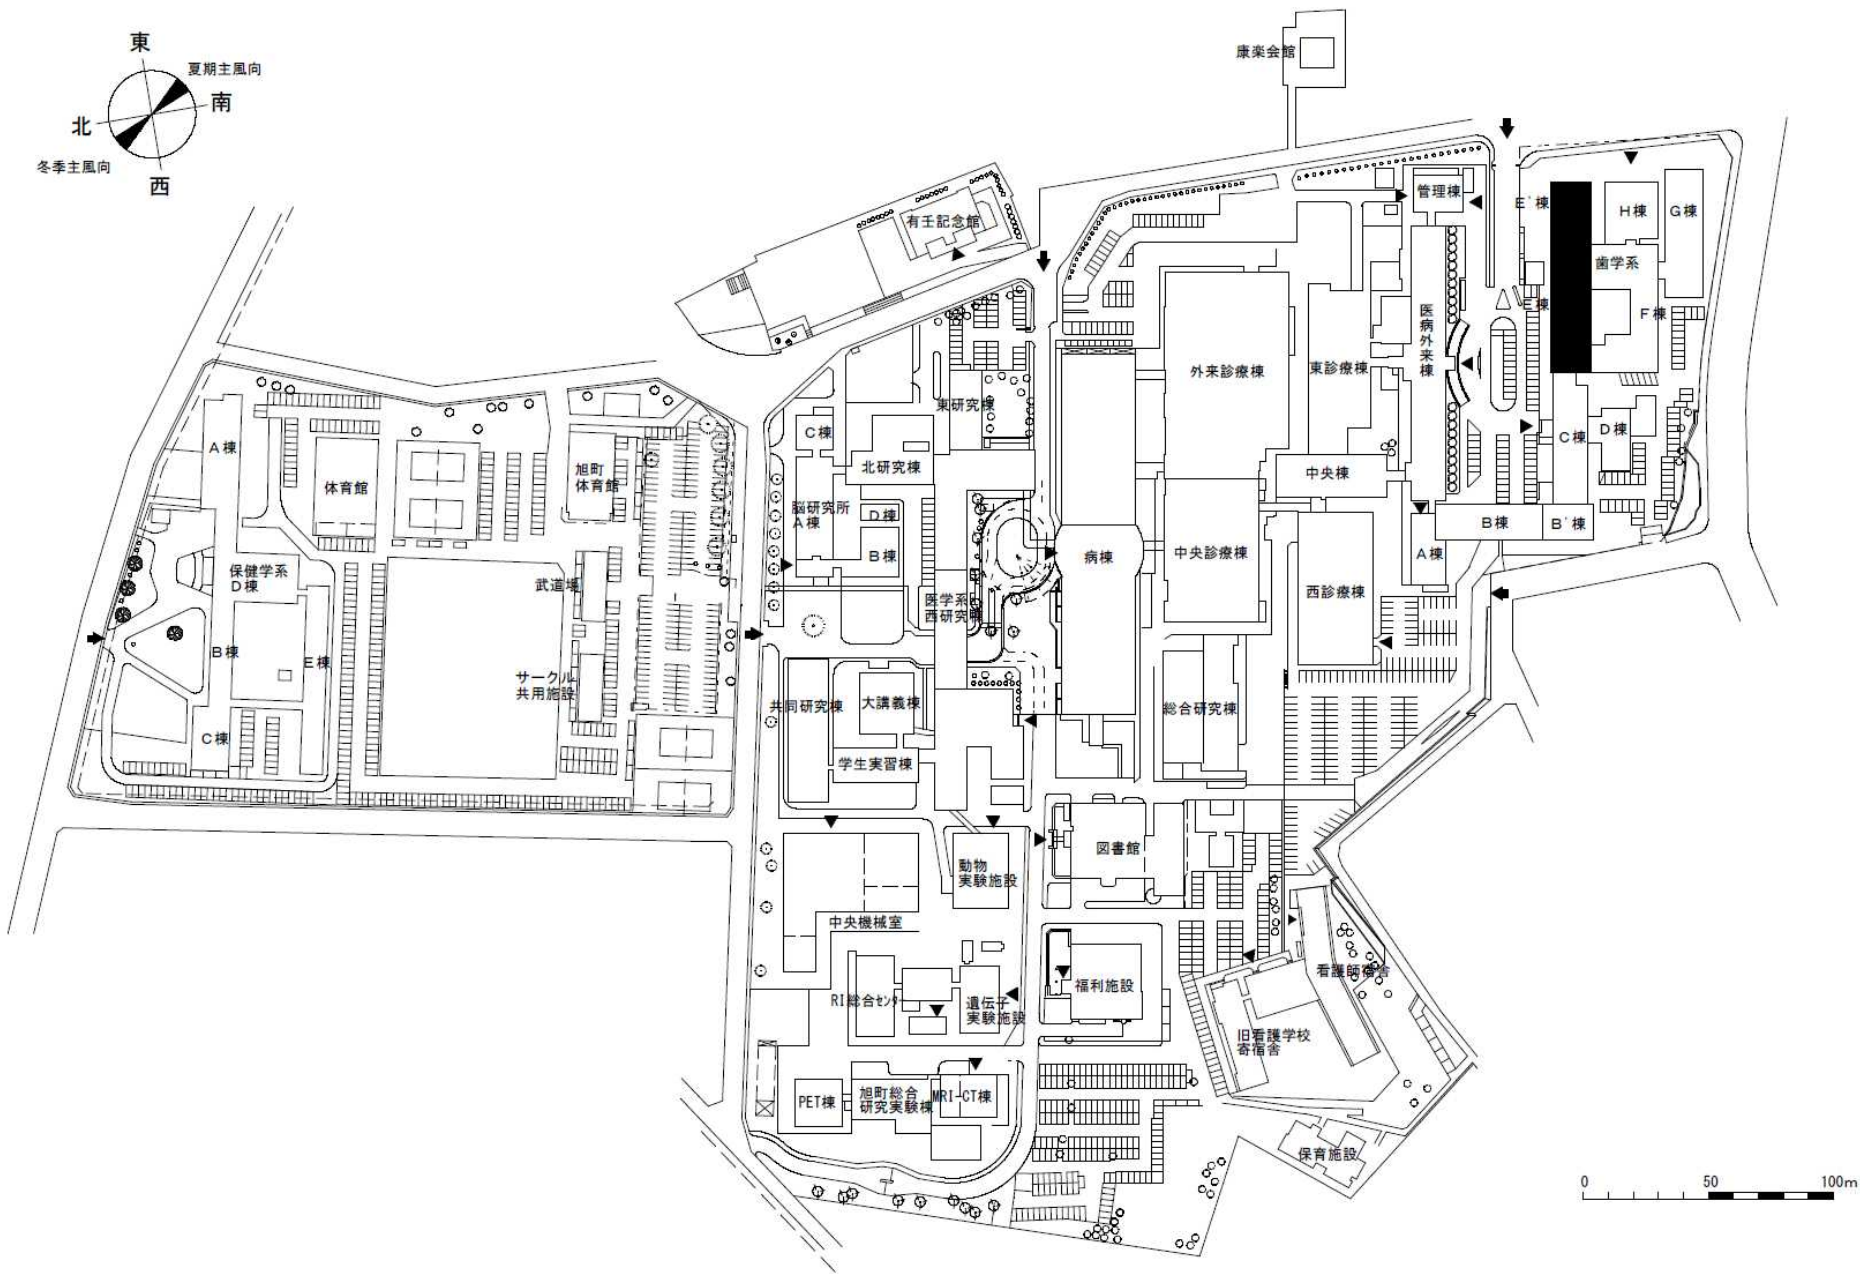 東
夏期主風向
南
北
冬季主風向
西
康楽会館
管理棟
E'棟
H棟
G棟
有壬記念館
歯学系
E棟
F棟
医病外来棟
外来診療棟
東診療棟
東研究棟
C棟
A棟
北研究棟
中央棟
C棟
D棟
体育館
旭町
体育館
脳研究所
A棟
D棟
B棟
B棟
B'棟
病棟
中央診療棟
A棟
保健学系
D棟
武道場
西診療棟
医学系
西研究棟
B棟
E棟
サークル
共用施設
共同研究棟
大講義棟
総合研究棟
C棟
学生実習棟
図書館
動物
実験施設
中央機械室
看護師宿舎
福利施設
RI総合センター
遺伝子
実験施設
旧看護学校
寄宿舎
PET棟
旭町総合
研究実験棟
MRI-CT棟
保育施設
0 50 100m